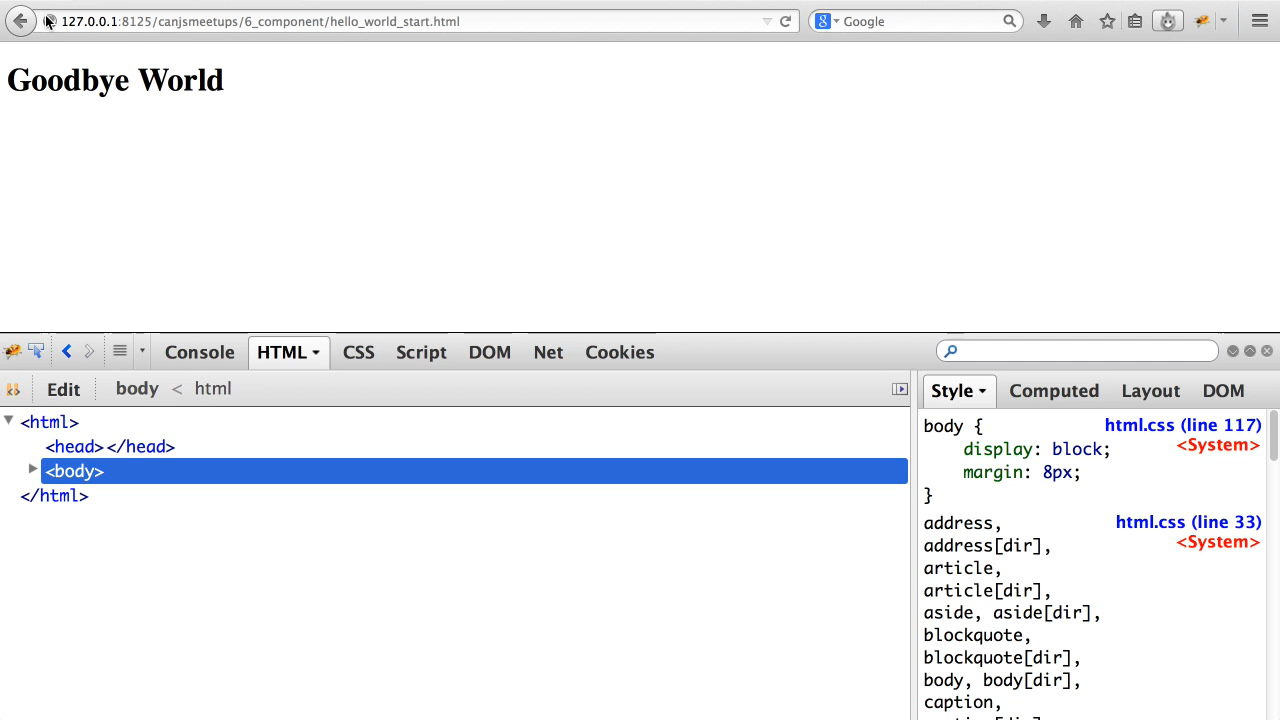 127.0.0.1:8125/canjsmeetups/6_component/hello_world_start.html
Google
Goodbye World
Console HTML CSS Script DOM Net Cookies
Edit body < html
<html>
<head></head>
<body>
</html>
Style Computed Layout DOM
body { html.css (line 117)
display: block; <System>
margin: 8px;
}
address, html.css (line 33)
address[dir], <System>
article,
article[dir],
aside, aside[dir],
blockquote,
blockquote[dir],
body, body[dir],
caption,